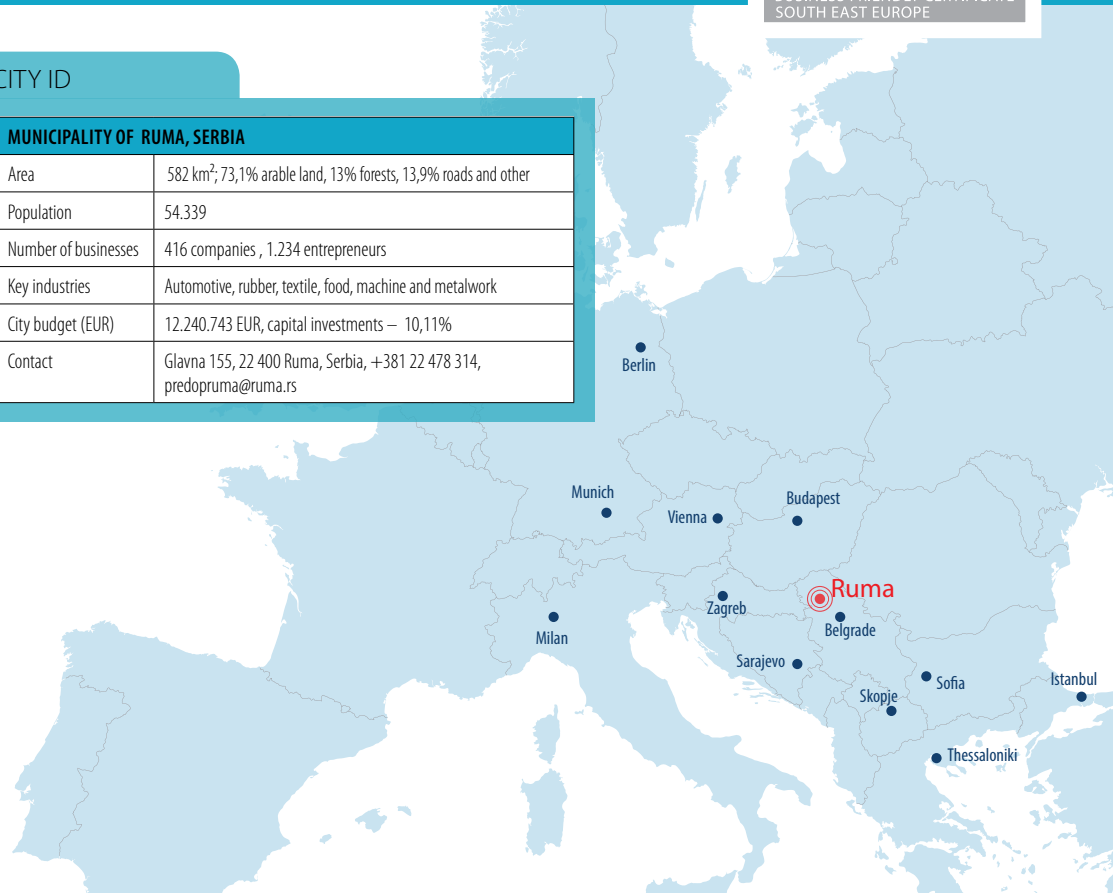 SOUTH EAST EUROPE
CITY ID
MUNICIPALITY OF RUMA, SERBIA
Area 582 km²; 73,1% arable land, 13% forests, 13,9% roads and other
Population 54.339
Number of businesses 416 companies , 1.234 entrepreneurs
Key industries Automotive, rubber, textile, food, machine and metalwork
City budget (EUR) 12.240.743 EUR, capital investments – 10,11%
Contact Glavna 155, 22 400 Ruma, Serbia, +381 22 478 314,
predopruma@ruma.rs
Berlin
Munich
Vienna
Budapest
Ruma
Zagreb
Belgrade
Milan
Sarajevo
Sofia
Istanbul
Skopje
Thessaloniki